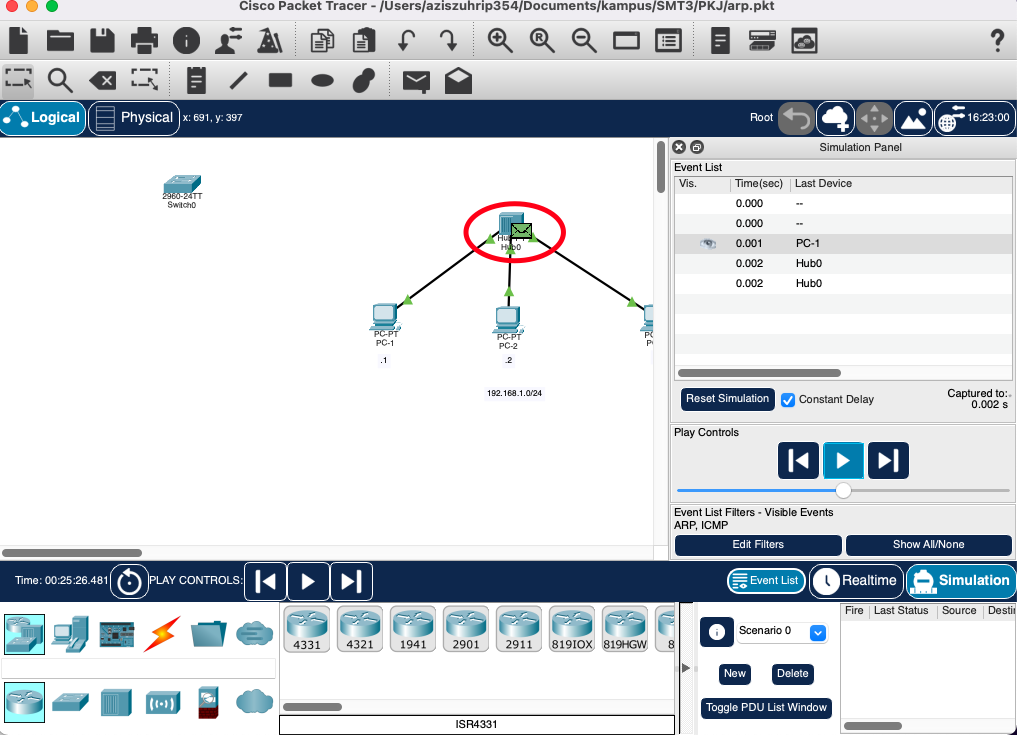 Cisco Packet Tracer - /Users/aziszuhrip354/Documents/kampus/SMT3/PKJ/arp.pkt
Logical Physical x: 691, y: 397 Root 16:23:00
Simulation Panel
Event List
Vis. Time(sec) Last Device
0.000 --
0.000 --
0.001 PC-1
0.002 Hub0
0.002 Hub0
2960-24TT
Switch0
Hub0
PC-PT
PC-1
.1
PC-PT
PC-2
.2
192.168.1.0/24
Reset Simulation Constant Delay Captured to:
0.002 s
Play Controls
Event List Filters - Visible Events
ARP, ICMP
Edit Filters Show All/None
Time: 00:25:26.481 PLAY CONTROLS: Event List Realtime Simulation
4331 4321 1941 2901 2911 819IOX 819HGW 8
ISR4331
Scenario 0
New Delete
Toggle PDU List Window
Fire Last Status Source Desti